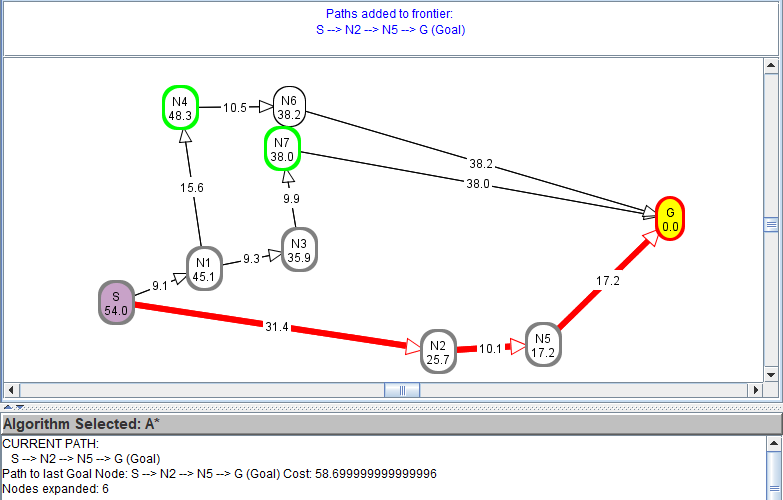 Paths added to frontier:
S --> N2 --> N5 --> G (Goal)
N4
48.3
10.5
N6
38.2
N7
38.0
38.2
38.0
15.6
9.9
G
0.0
N1
45.1
9.3
N3
35.9
9.1
S
54.0
17.2
31.4
N2
25.7
10.1
N5
17.2
Algorithm Selected: A*
CURRENT PATH:
S --> N2 --> N5 --> G (Goal)
Path to last Goal Node: S --> N2 --> N5 --> G (Goal) Cost: 58.699999999999996
Nodes expanded: 6